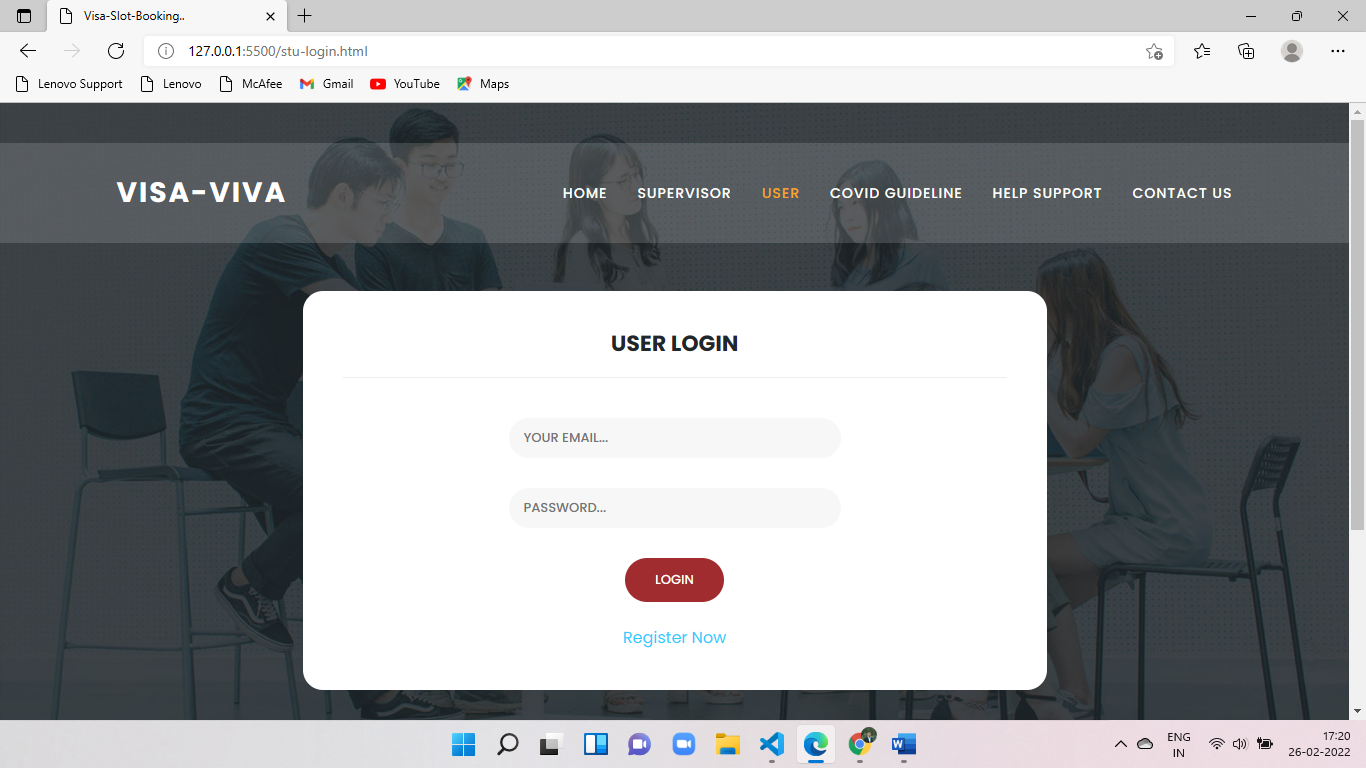 Visa-Slot-Booking..
127.0.0.1:5500/stu-login.html
Lenovo Support Lenovo McAfee Gmail YouTube Maps
VISA-VIVA HOME SUPERVISOR USER COVID GUIDELINE HELP SUPPORT CONTACT US
USER LOGIN
YOUR EMAIL...
PASSWORD...
LOGIN
Register Now
ENG 17:20
IN 26-02-2022